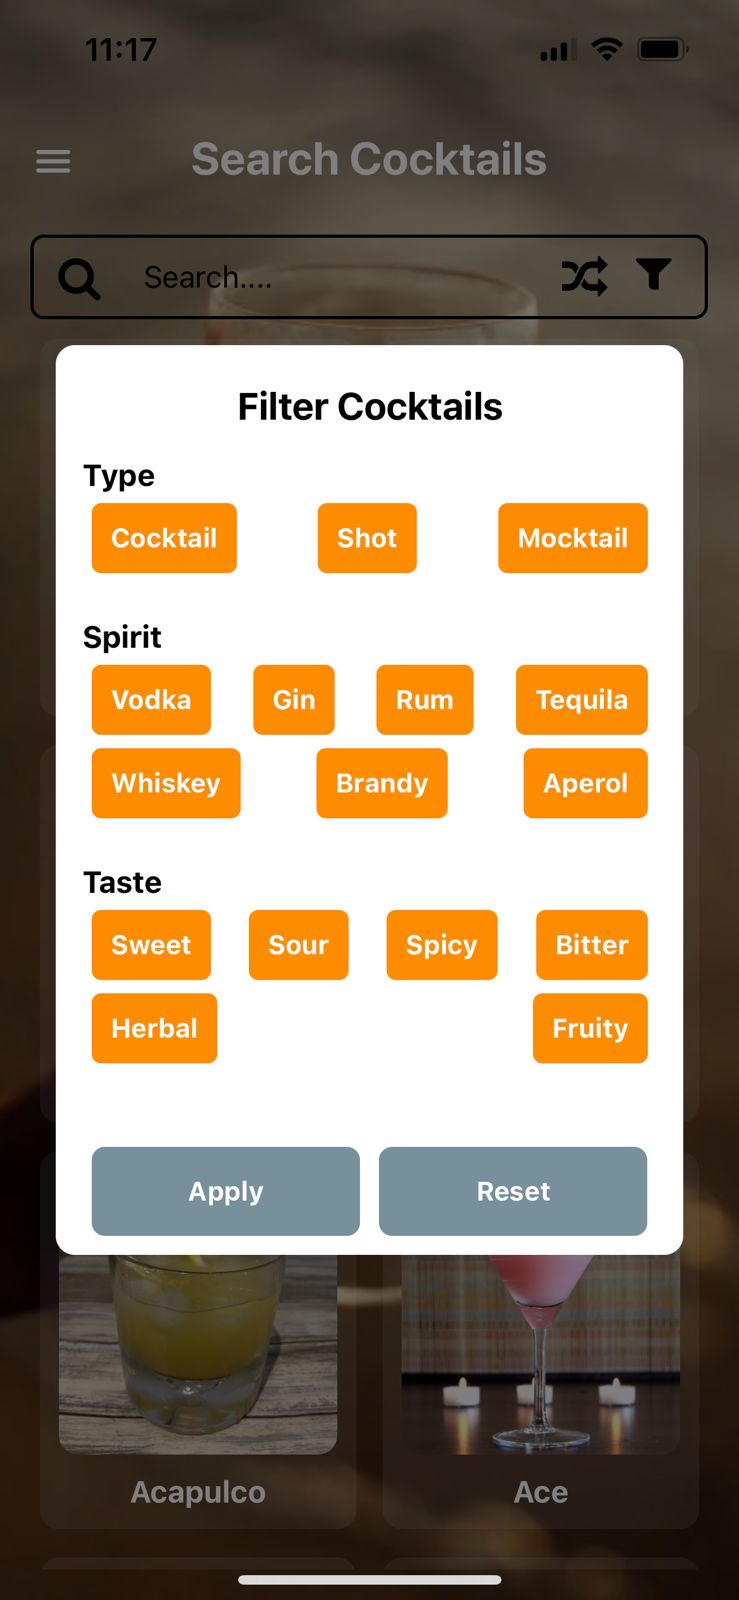 11:17
Search Cocktails
Search....
Filter Cocktails
Type
Cocktail Shot Mocktail
Spirit
Vodka Gin Rum Tequila
Whiskey Brandy Aperol
Taste
Sweet Sour Spicy Bitter
Herbal Fruity
Apply Reset
Acapulco Ace